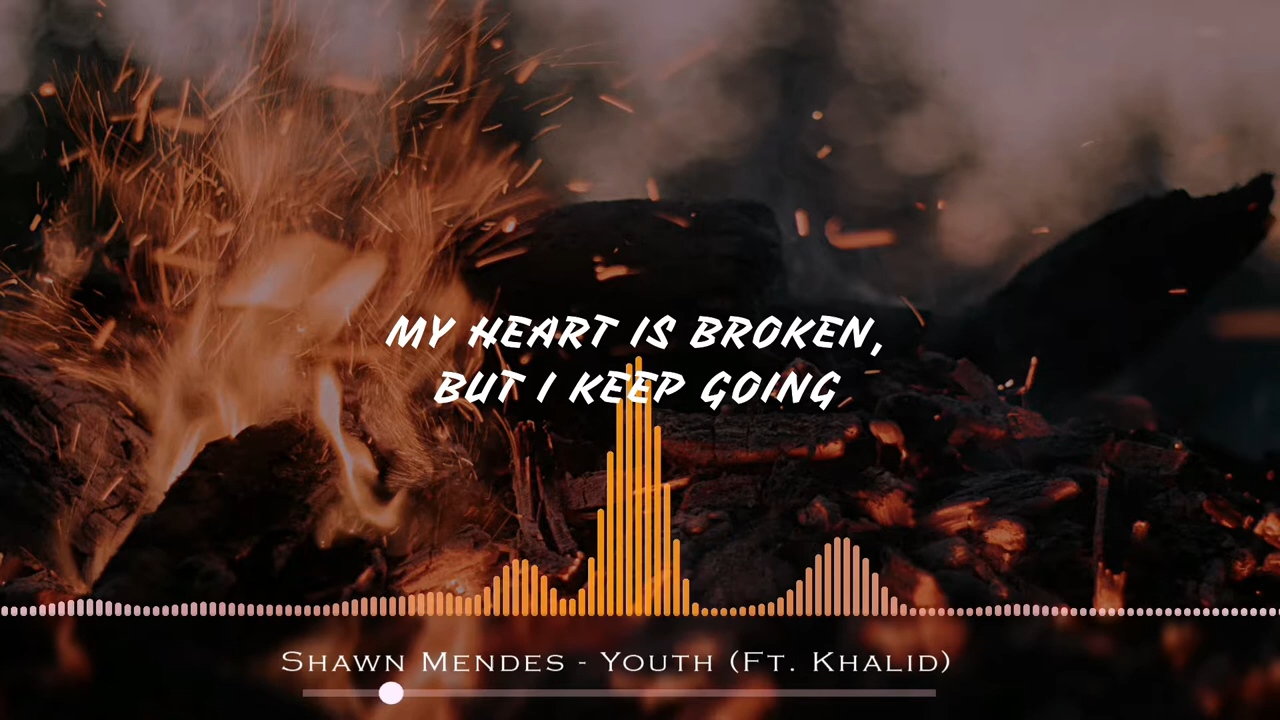 MY HEART IS BROKEN,
BUT I KEEP GOING
Shawn Mendes - Youth (Ft. Khalid)